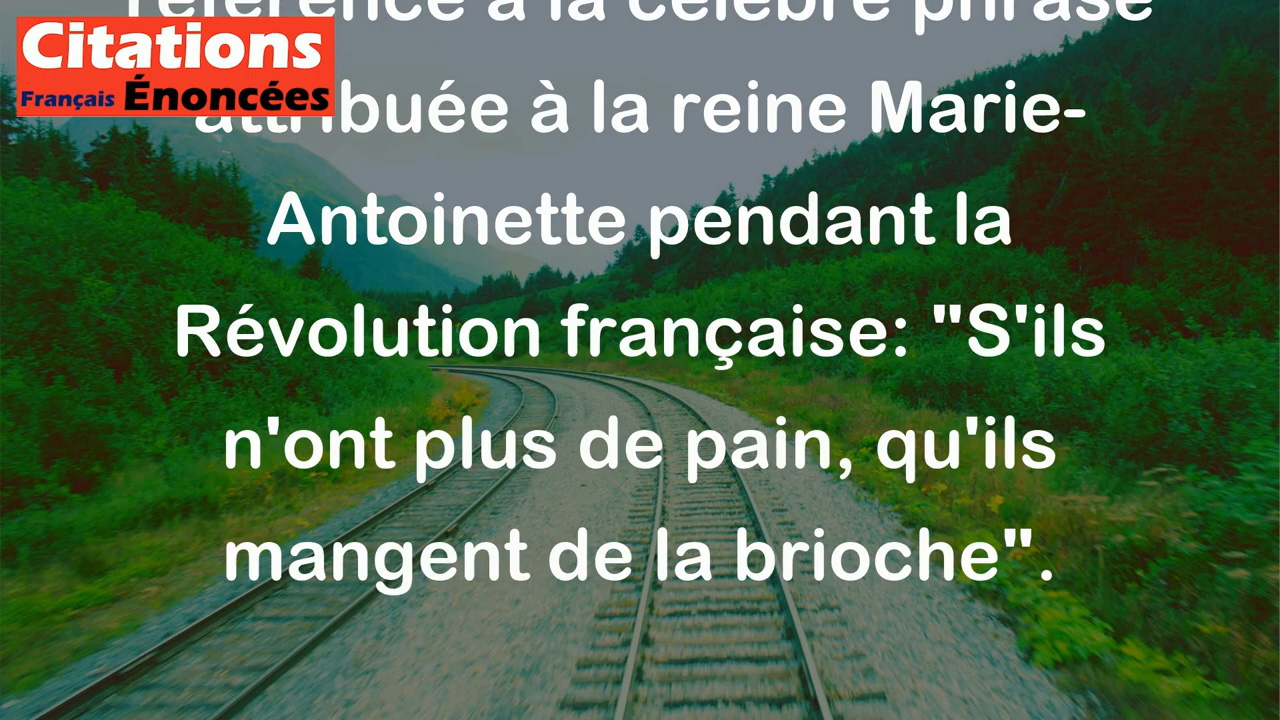 référence à la célèbre phrase
Citations
Français Énoncées
attribuée à la reine Marie-
Antoinette pendant la
Révolution française: "S'ils
n'ont plus de pain, qu'ils
mangent de la brioche".